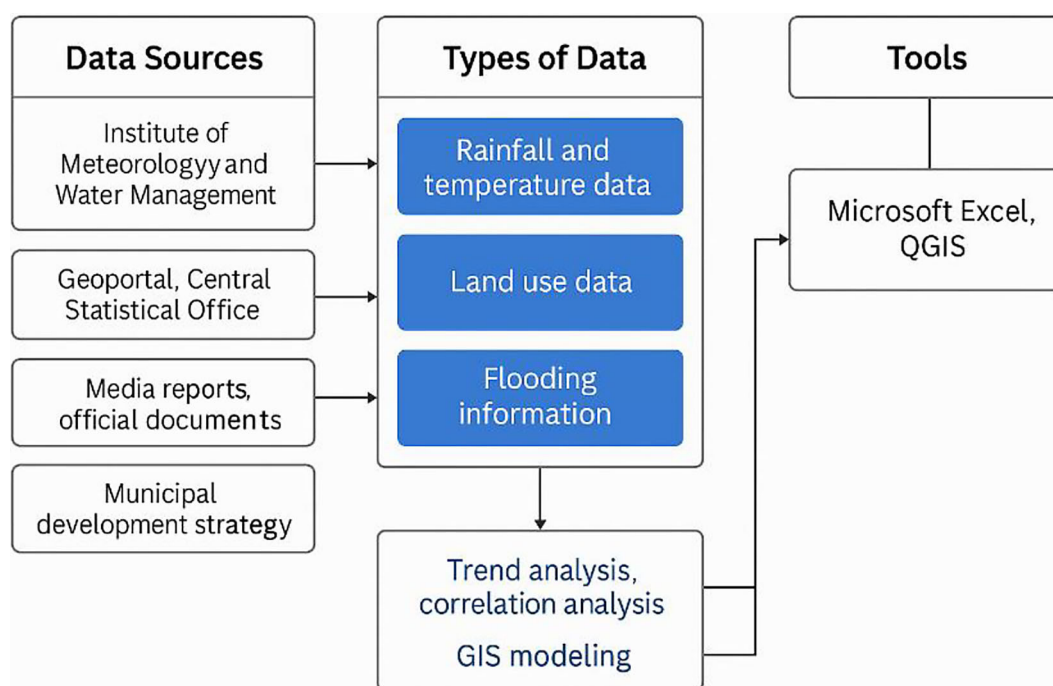 Data Sources
Institute of
Meteorologyy and
Water Management
Geoportal, Central
Statistical Office
Media reports,
official documents
Municipal
development strategy
Types of Data
Rainfall and
temperature data
Land use data
Flooding
information
Trend analysis,
correlation analysis
GIS modeling
Tools
Microsoft Excel,
QGIS